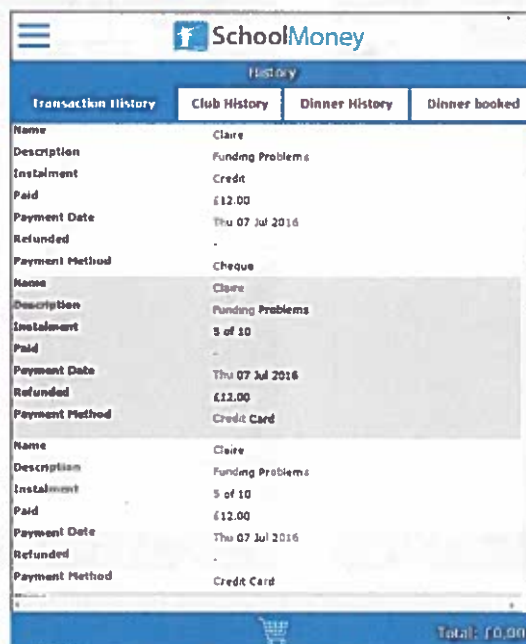 SchoolMoney
History
Transaction History Club History Dinner History Dinner booked
Name Claire
Description Funding Problems
Instalment Credit
Paid £12.00
Payment Date Thu 07 Jul 2016
Refunded -
Payment Method Cheque
Name Claire
Description Funding Problems
Instalment 5 of 10
Paid -
Payment Date Thu 07 Jul 2016
Refunded £12.00
Payment Method Credit Card
Name Claire
Description Funding Problems
Instalment 5 of 10
Paid £12.00
Payment Date Thu 07 Jul 2016
Refunded -
Payment Method Credit Card
Total: £0.00